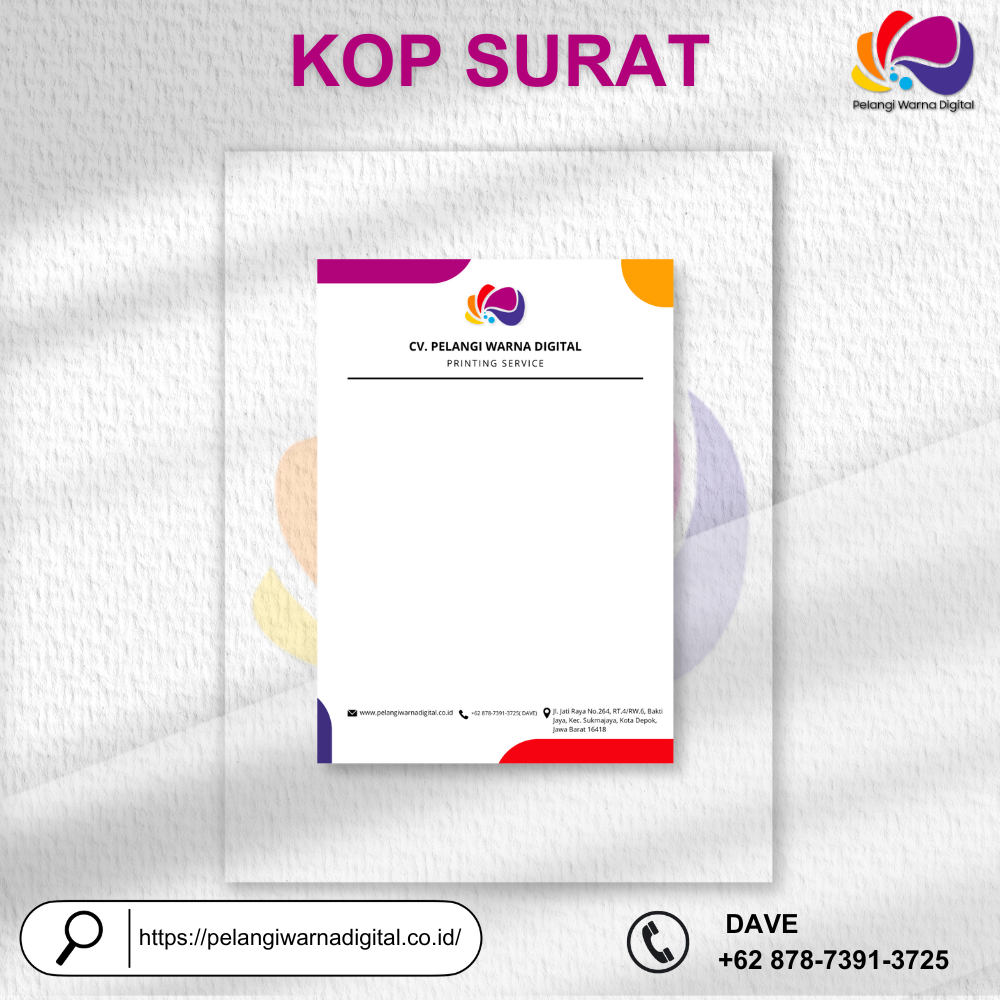 KOP SURAT
Pelangi Warna Digital
CV. PELANGI WARNA DIGITAL
PRINTING SERVICE
www.pelangiwarnadigital.co.id
+62 878-7391-3725( DAVE)
Jl. Jati Raya No.264, RT.4/RW.6, Bakti
Jaya, Kec. Sukmajaya, Kota Depok,
Jawa Barat 16418
https://pelangiwarnadigital.co.id/
DAVE
+62 878-7391-3725